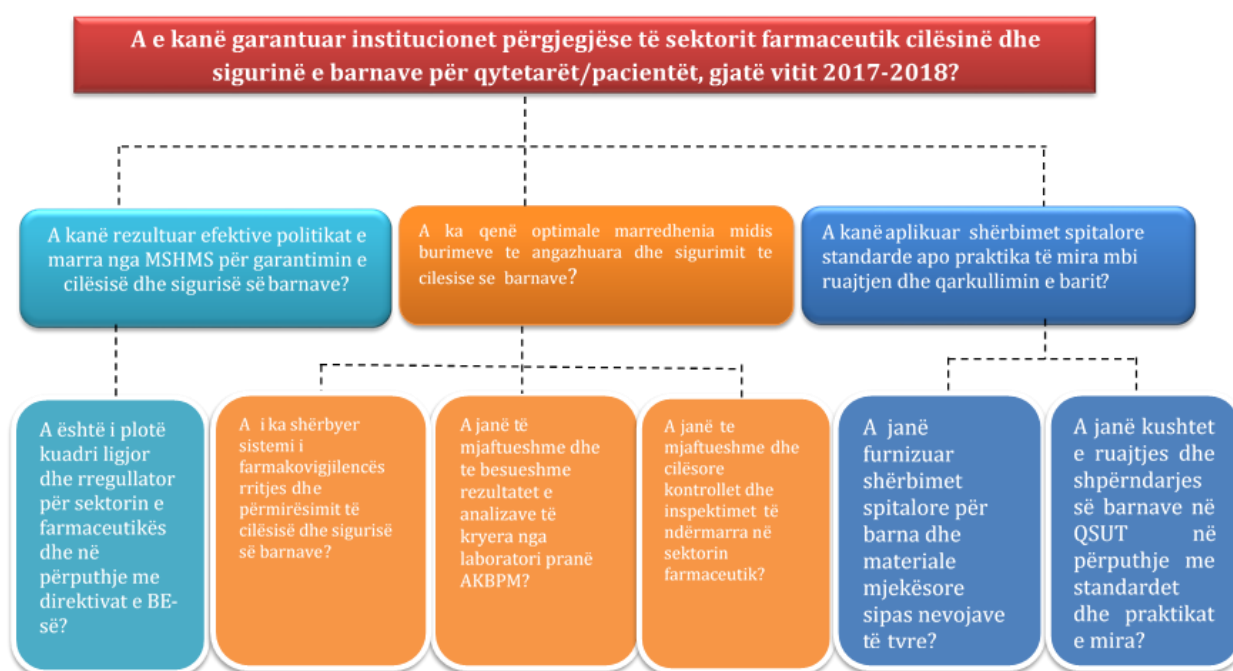 A e kanë garantuar institucionet përgjegjëse të sektorit farmaceutik cilësinë dhe
sigurinë e barnave për qytetarët/pacientët, gjatë vitit 2017-2018?
A kanë rezultuar efektive politikat e
marra nga MSHMS për garantimin e
cilësisë dhe sigurisë së barnave?
A ka qenë optimale marredhenia midis
burimeve te angazhuara dhe sigurimit te
cilesise se barnave?
A kanë aplikuar shërbimet spitalore
standarde apo praktika të mira mbi
ruajtjen dhe qarkullimin e barit?
A është i plotë
kuadri ligjor
dhe rregullator
për sektorin e
farmaceutikës
dhe në
përputhje me
direktivat e BE-
së?
A i ka shërbyer
sistemi i
farmakovigjilencës
rritjes dhe
përmirësimit të
cilësisë dhe sigurisë
së barnave?
A janë të
mjaftueshme dhe
te besueshme
rezultatet e
analizave të
kryera nga
laboratori pranë
AKBPM?
A janë te
mjaftueshme dhe
cilësore
kontrollet dhe
inspektimet të
ndërmarra në
sektorin
farmaceutik?
A janë
furnizuar
shërbimet
spitalore për
barna dhe
materiale
mjekësore
sipas nevojave
të tyre?
A janë kushtet
e ruajtjes dhe
shpërndarjes
së barnave në
QSUT në
përputhje me
standardet
dhe praktikat
e mira?